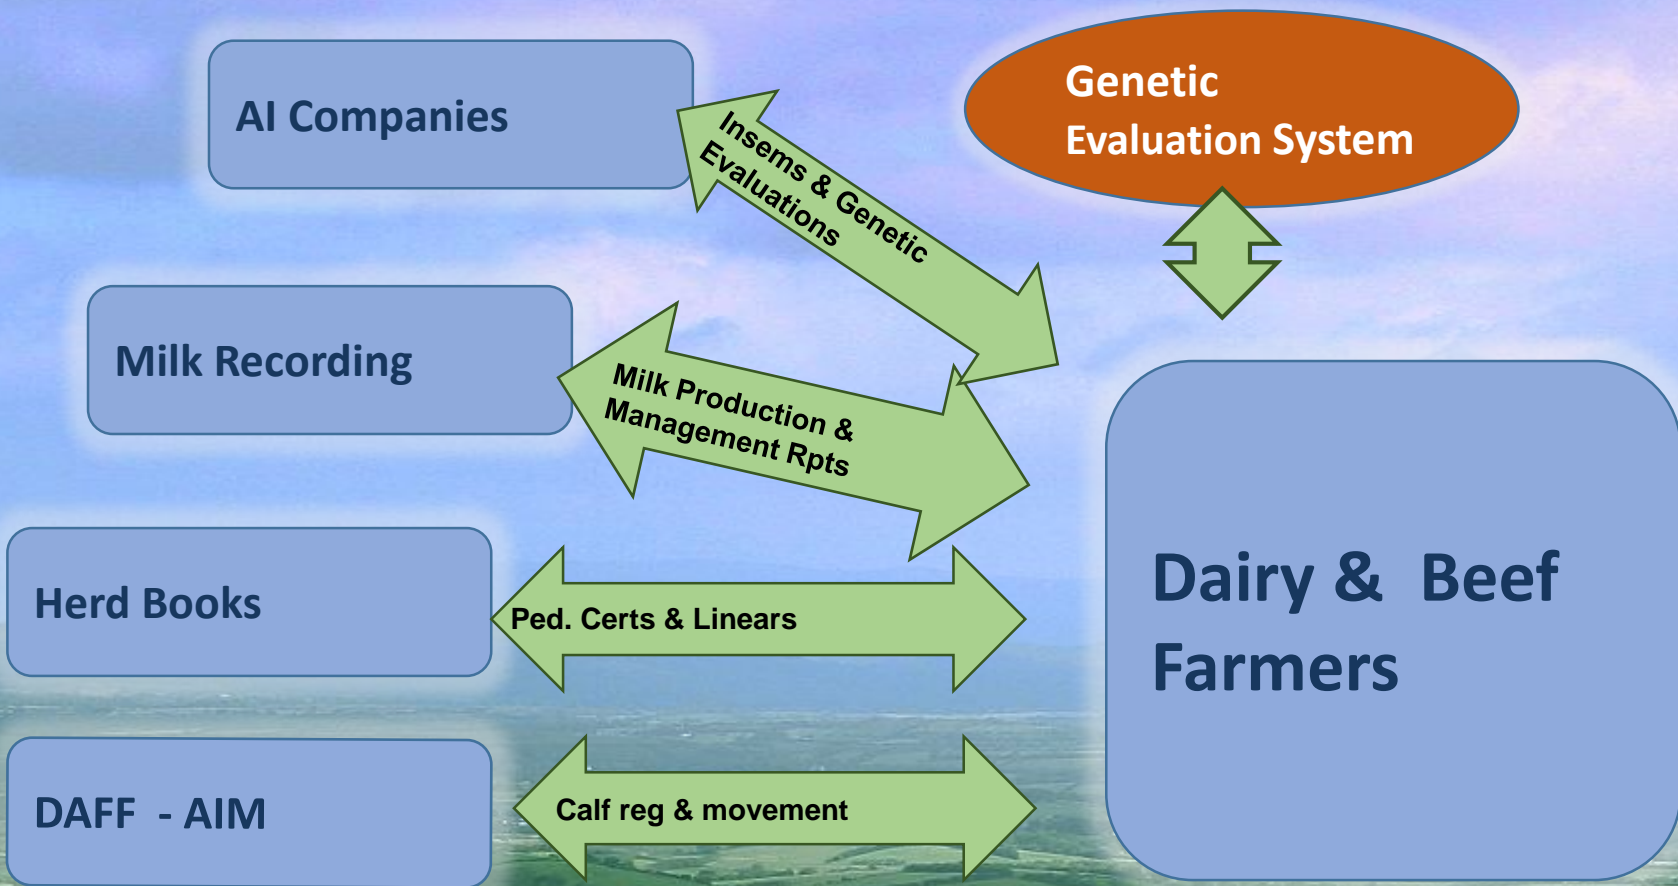 AI Companies
Genetic
Evaluation System
Insems & Genetic
Evaluations
Milk Recording
Milk Production &
Management Rpts
Herd Books
Ped. Certs & Linears
Dairy &  Beef
Farmers
DAFF  - AIM
Calf reg & movement